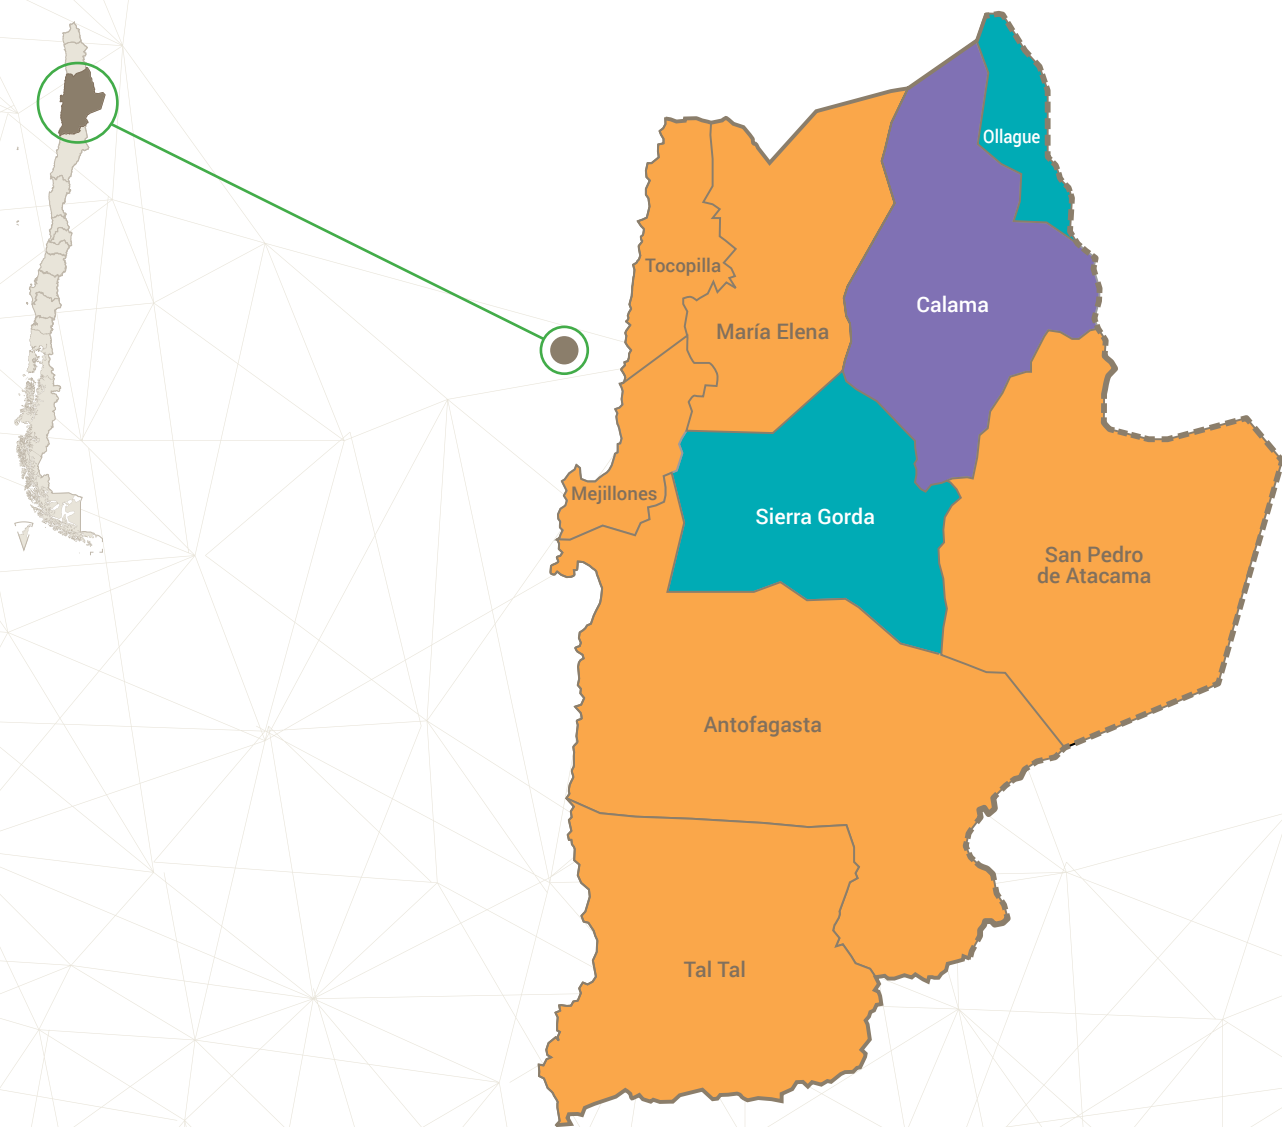 Ollague
Tocopilla
Calama
María Elena
Mejillones
Sierra Gorda
San Pedro
de Atacama
Antofagasta
Tal Tal